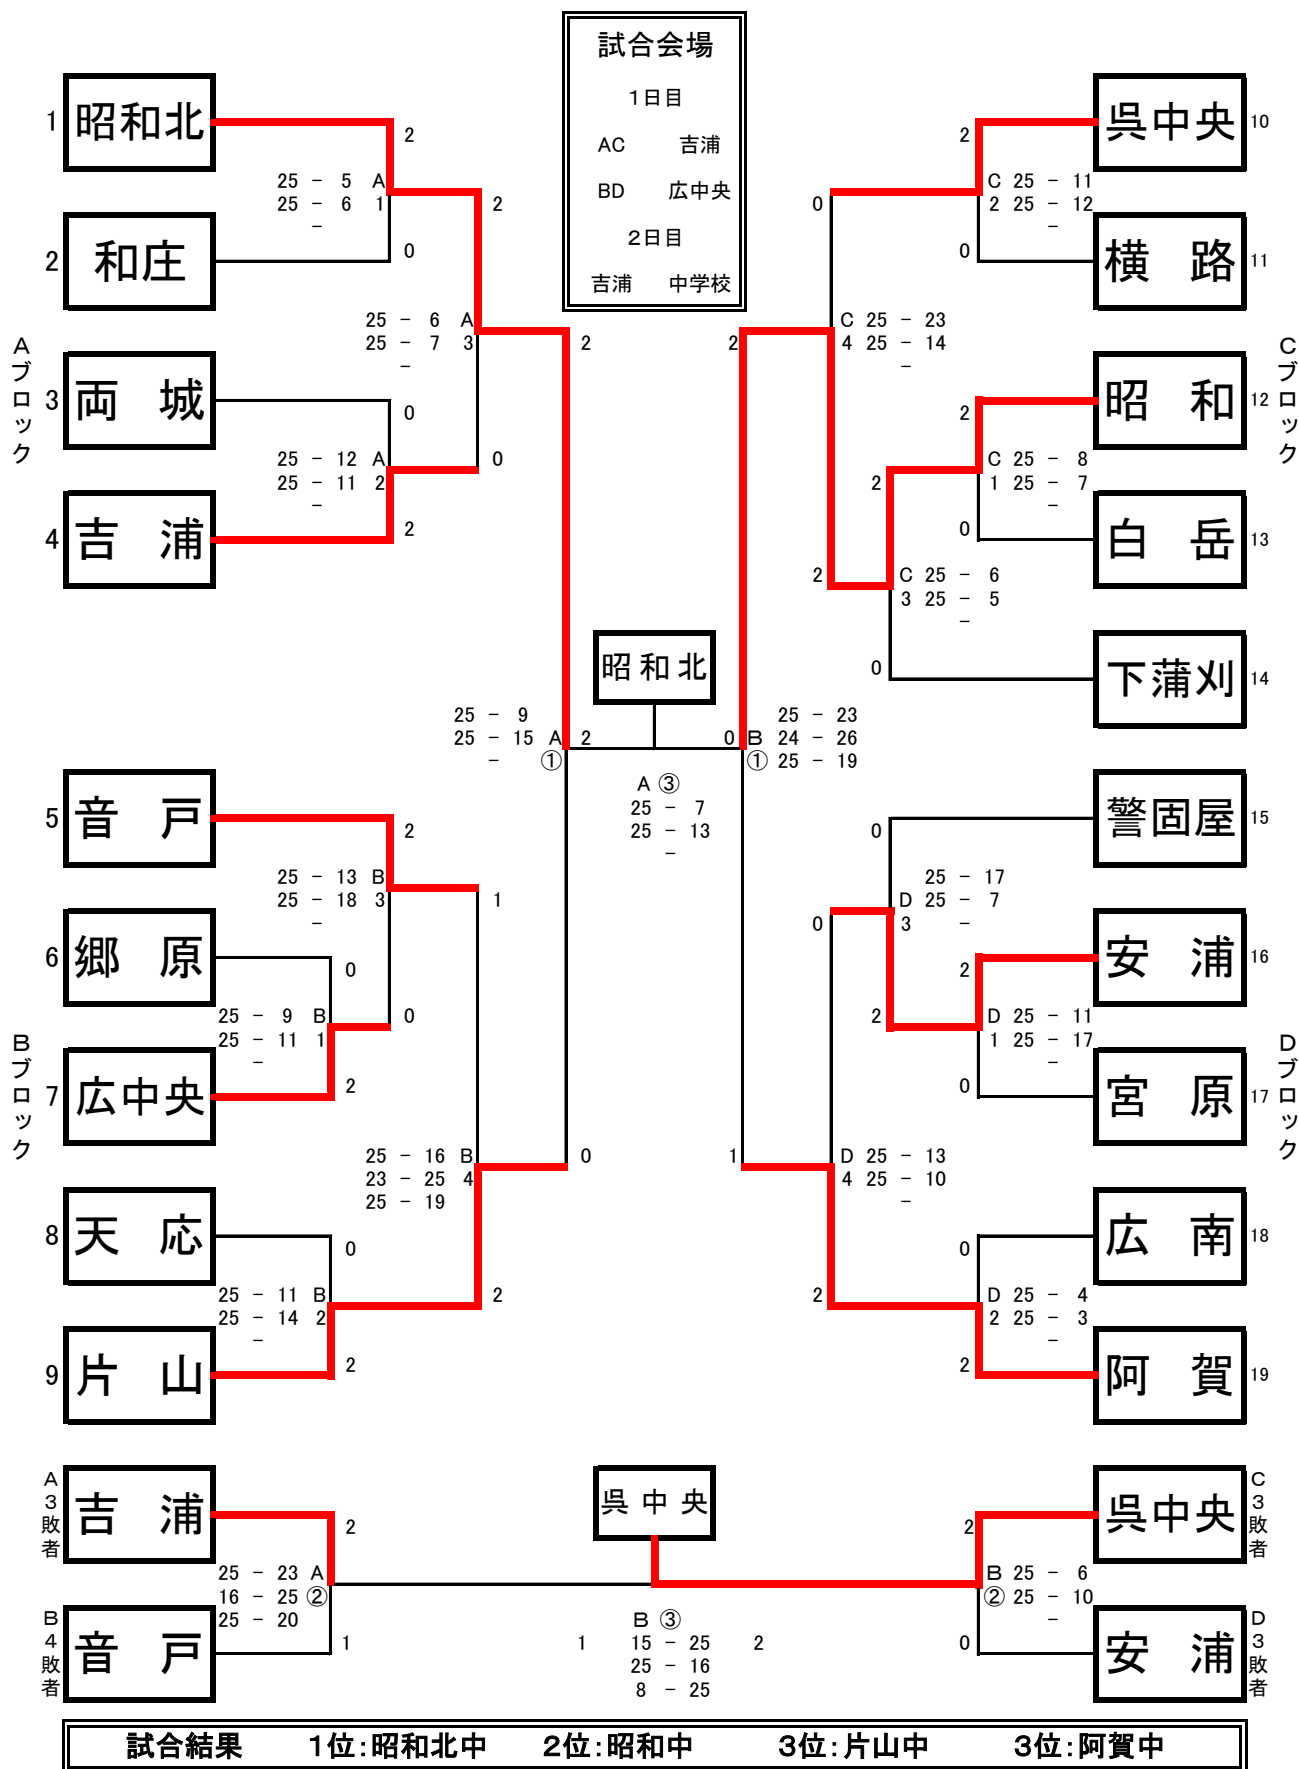 試合会場
1日目
AC 吉浦
BD 広中央
2日目
吉浦 中学校
Aブロック
1 昭和北
2
25 - 5 A
25 - 6 1
-
2
2 和庄
0
25 - 6 A
25 - 7 3
-
2
3 両 城
0
25 - 12 A
25 - 11 2
-
0
4 吉 浦
2
Bブロック
5 音 戸
2
25 - 13 B
25 - 18 3
-
1
6 郷 原
0
25 - 9 B
25 - 11 1
-
0
7 広中央
2
25 - 16 B
23 - 25 4
25 - 19
0
8 天 応
0
25 - 11 B
25 - 14 2
-
2
9 片 山
2
昭和北
25 - 9
25 - 15 A
- ①
2
0
A ③
25 - 7
25 - 13
-
25 - 23
B 24 - 26
① 25 - 19
Cブロック
呉中央 10
2
C 25 - 11
2 25 - 12
-
0
横 路 11
0
C 25 - 23
4 25 - 14
-
2
昭 和 12
2
C 25 - 8
1 25 - 7
-
2
白 岳 13
0
C 25 - 6
3 25 - 5
-
2
下蒲刈 14
0
Dブロック
警固屋 15
0
25 - 17
D 25 - 7
3 -
0
安 浦 16
2
D 25 - 11
1 25 - 17
-
2
宮 原 17
0
D 25 - 13
4 25 - 10
-
1
広 南 18
0
D 25 - 4
2 25 - 3
-
2
阿 賀 19
2
A3敗者
吉 浦
2
25 - 23 A
16 - 25 ②
25 - 20
B4敗者
音 戸
1
呉中央
B ③
1 15 - 25 2
25 - 16
8 - 25
呉中央
C3敗者
2
B 25 - 6
② 25 - 10
-
安 浦
D3敗者
0
試合結果 1位:昭和北中 2位:昭和中 3位:片山中 3位:阿賀中